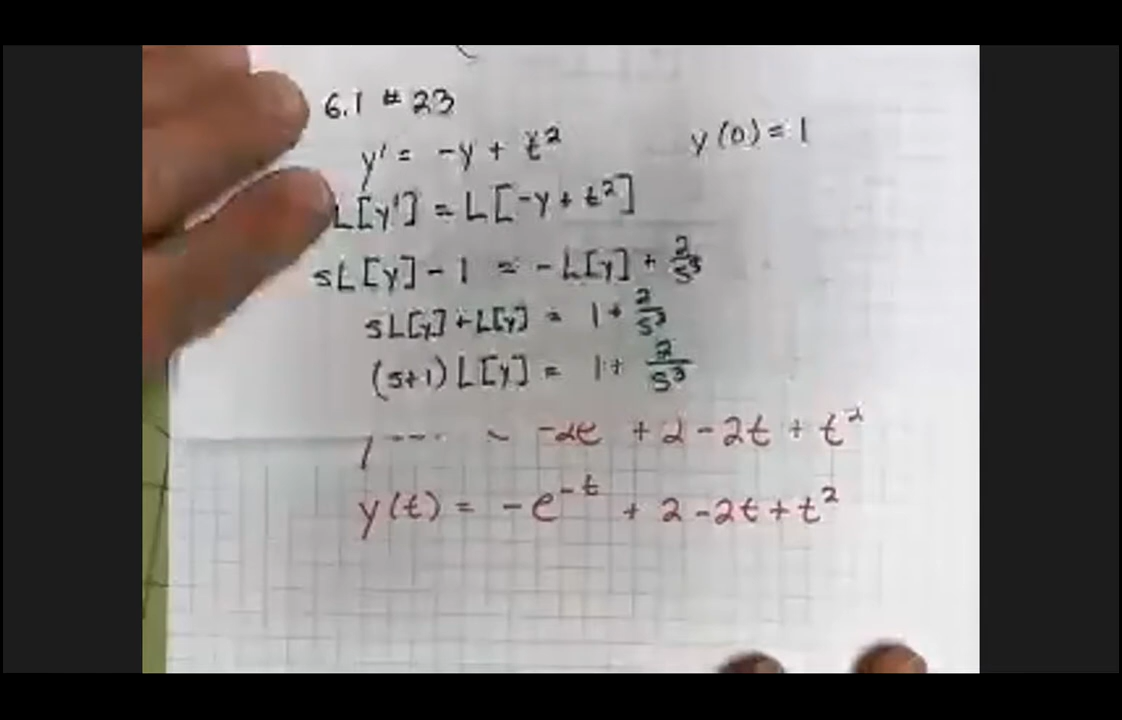 6.1 # 23
y' = -y + t² y(0) = 1
L[y'] = L[-y + t²]
sL[y] - 1 = -L[y] + 2/s³
sL[y] + L[y] = 1 + 2/s³
(s+1) L[y] = 1 + 2/s³
-2e + 2 - 2t + t²
y(t) = -e^-t + 2 - 2t + t²